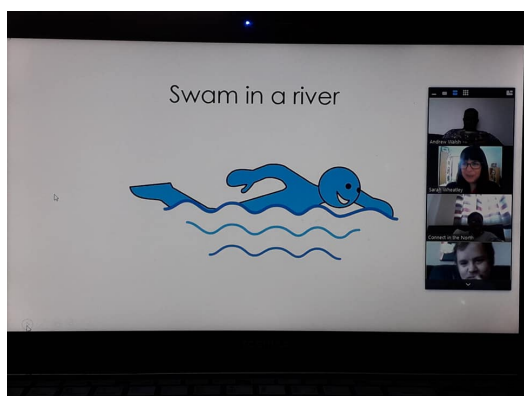 Swam in a river
Andrew Walsh
Sarah Wheatley
Connect in the North